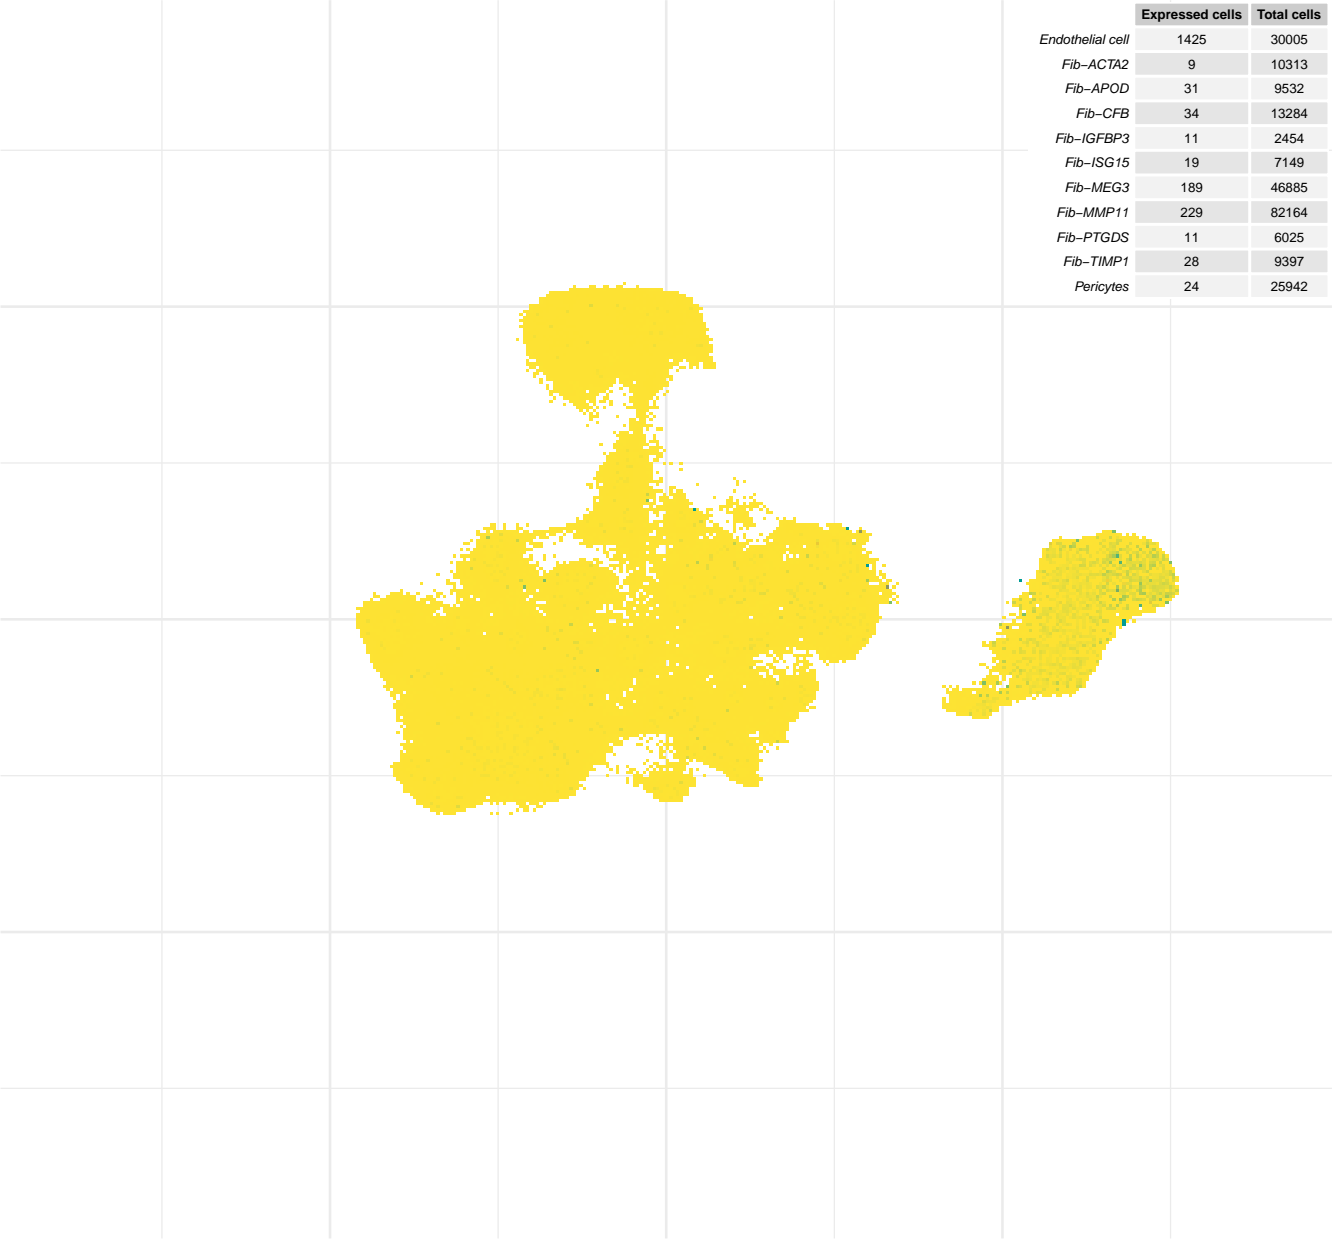 Expressed cells Total cells
Endothelial cell 1425 30005
Fib−ACTA2 9 10313
Fib−APOD 31 9532
Fib−CFB 34 13284
Fib−IGFBP3 11 2454
Fib−ISG15 19 7149
Fib−MEG3 189 46885
Fib−MMP11 229 82164
Fib−PTGDS 11 6025
Fib−TIMP1 28 9397
Pericytes 24 25942